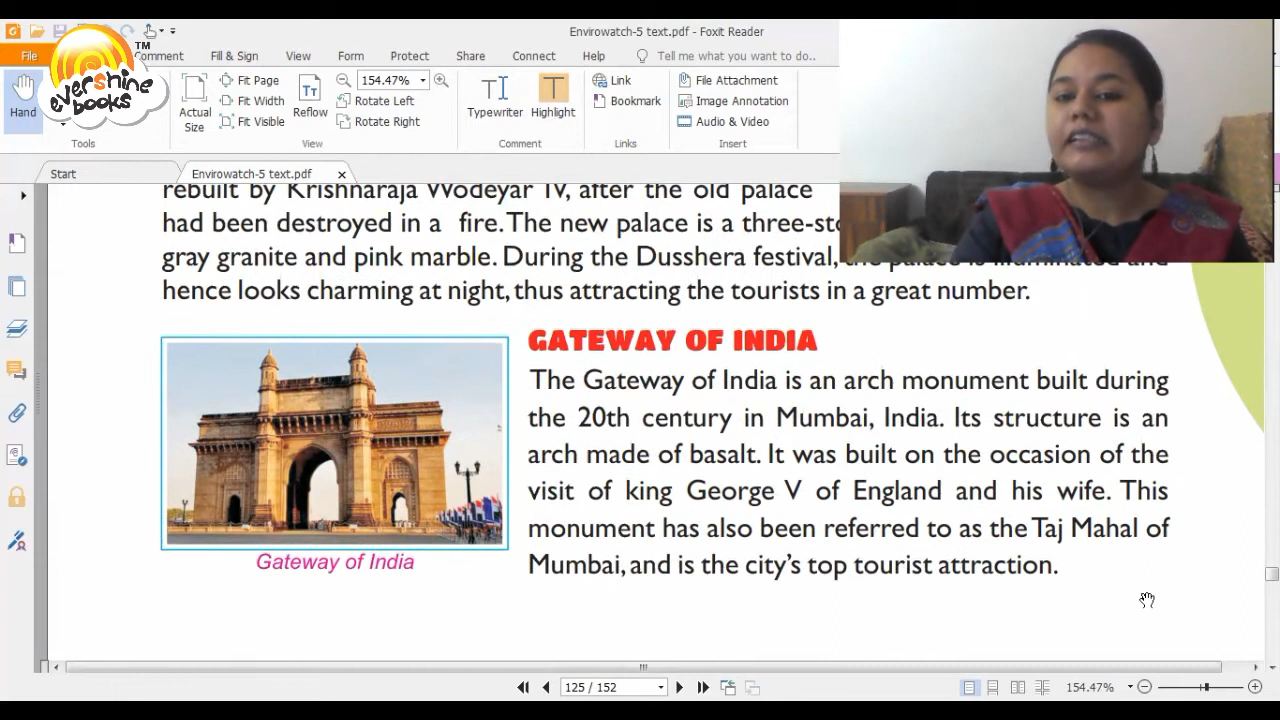 Envirowatch-5 text.pdf - Foxit Reader
TM
evershine
books
File
Comment
Fill & Sign
View
Form
Protect
Share
Connect
Help
Tell me what you want to do..
Hand
Actual
Size
Fit Page
Fit Width
Fit Visible
Reflow
154.47%
Rotate Left
Rotate Right
Typewriter
Highlight
Link
Bookmark
File Attachment
Image Annotation
Audio & Video
Tools
View
Comment
Links
Insert
Start
Envirowatch-5 text.pdf
rebuilt by Krishnaraja Wodeyar IV, after the old palace
had been destroyed in a fire. The new palace is a
gray granite and pink marble. During the Dusshera festival, the palace is illuminated and
hence looks charming at night, thus attracting the tourists in a great number.
GATEWAY OF INDIA
The Gateway of India is an arch monument built during
the 20th century in Mumbai, India. Its structure is an
arch made of basalt. It was built on the occasion of the
visit of king George V of England and his wife. This
monument has also been referred to as the Taj Mahal of
Mumbai, and is the city's top tourist attraction.
Gateway of India
125 / 152
154.47%